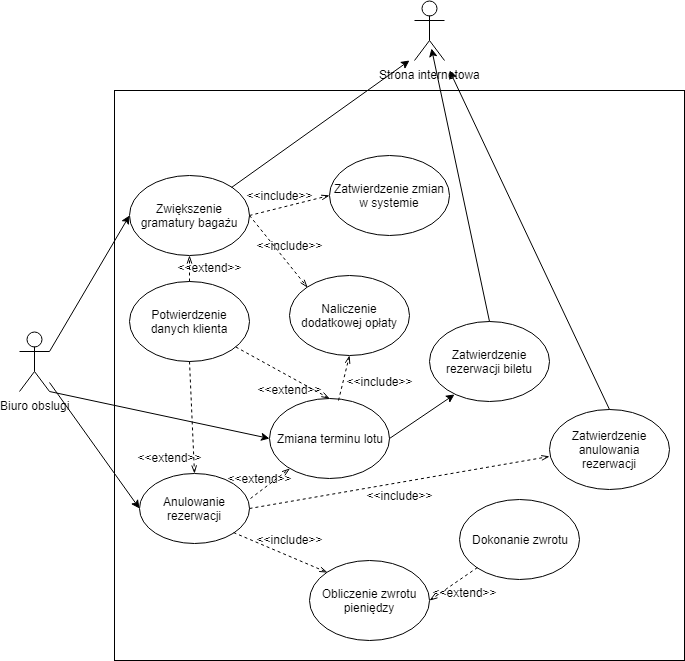 Strona internetowa
<<include>>
Zatwierdzenie zmian
w systemie
Zwiększenie
gramatury bagażu
<<include>>
<<extend>>
Potwierdzenie
danych klienta
Naliczenie
dodatkowej opłaty
Zatwierdzenie
rezerwacji biletu
<<include>>
<<extend>>
Biuro obslugi
Zmiana terminu lotu
Zatwierdzenie
anulowania
rezerwacji
<<extend>>
<<extend>>
<<include>>
Anulowanie
rezerwacji
<<include>>
Dokonanie zwrotu
Obliczenie zwrotu
pieniędzy
<<extend>>